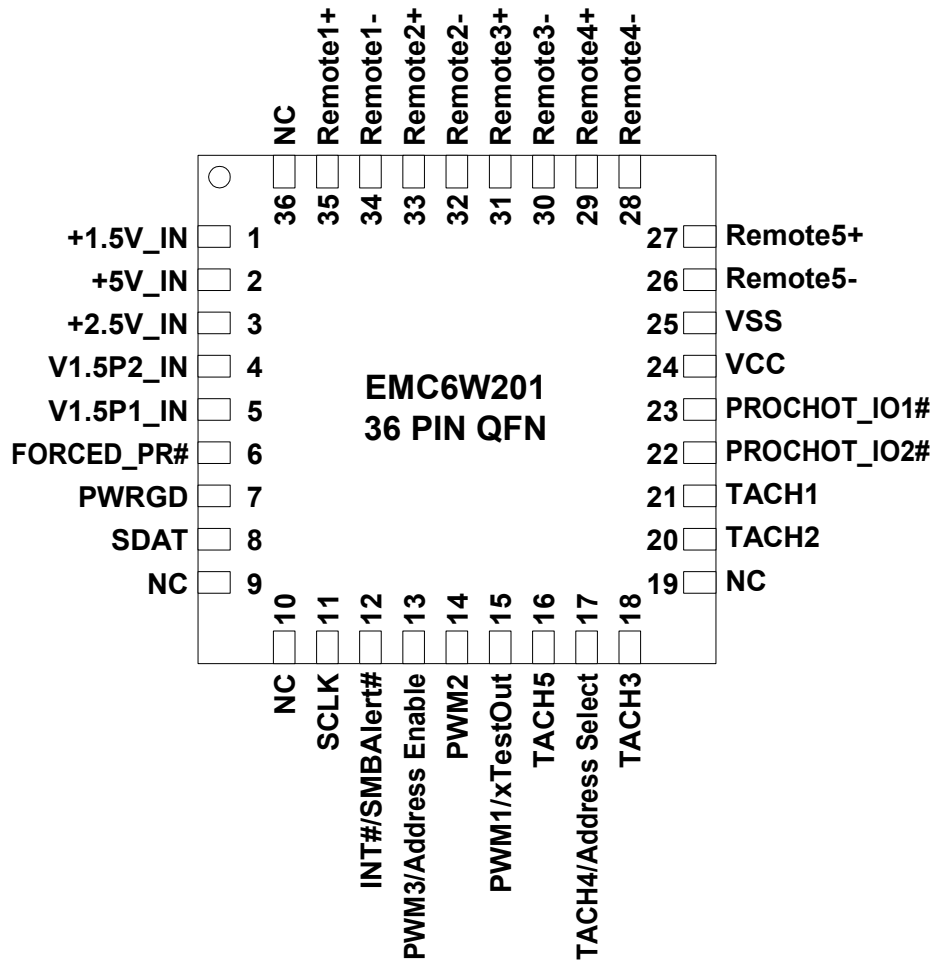 NC
Remote1+
Remote1-
Remote2+
Remote2-
Remote3+
Remote3-
Remote4+
Remote4-
36
35
34
33
32
31
30
29
28
+1.5V_IN 1
+5V_IN 2
+2.5V_IN 3
V1.5P2_IN 4
V1.5P1_IN 5
FORCED_PR# 6
PWRGD 7
SDAT 8
NC 9
EMC6W201
36 PIN QFN
27 Remote5+
26 Remote5-
25 VSS
24 VCC
23 PROCHOT_IO1#
22 PROCHOT_IO2#
21 TACH1
20 TACH2
19 NC
10
11
12
13
14
15
16
17
18
NC
SCLK
INT#/SMBAlert#
PWM3/Address Enable
PWM2
PWM1/xTestOut
TACH5
TACH4/Address Select
TACH3